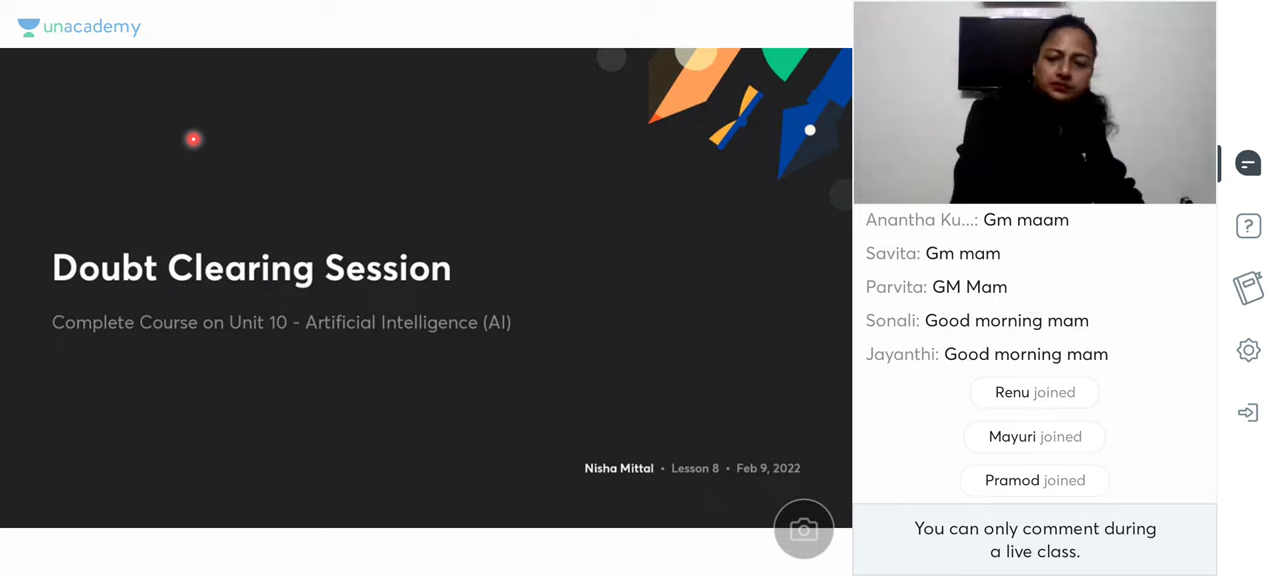 unacademy
Doubt Clearing Session
Complete Course on Unit 10 - Artificial Intelligence (AI)
Nisha Mittal • Lesson 8 • Feb 9, 2022
Anantha Ku...: Gm maam
Savita: Gm mam
Parvita: GM Mam
Sonali: Good morning mam
Jayanthi: Good morning mam
Renu joined
Mayuri joined
Pramod joined
You can only comment during
a live class.